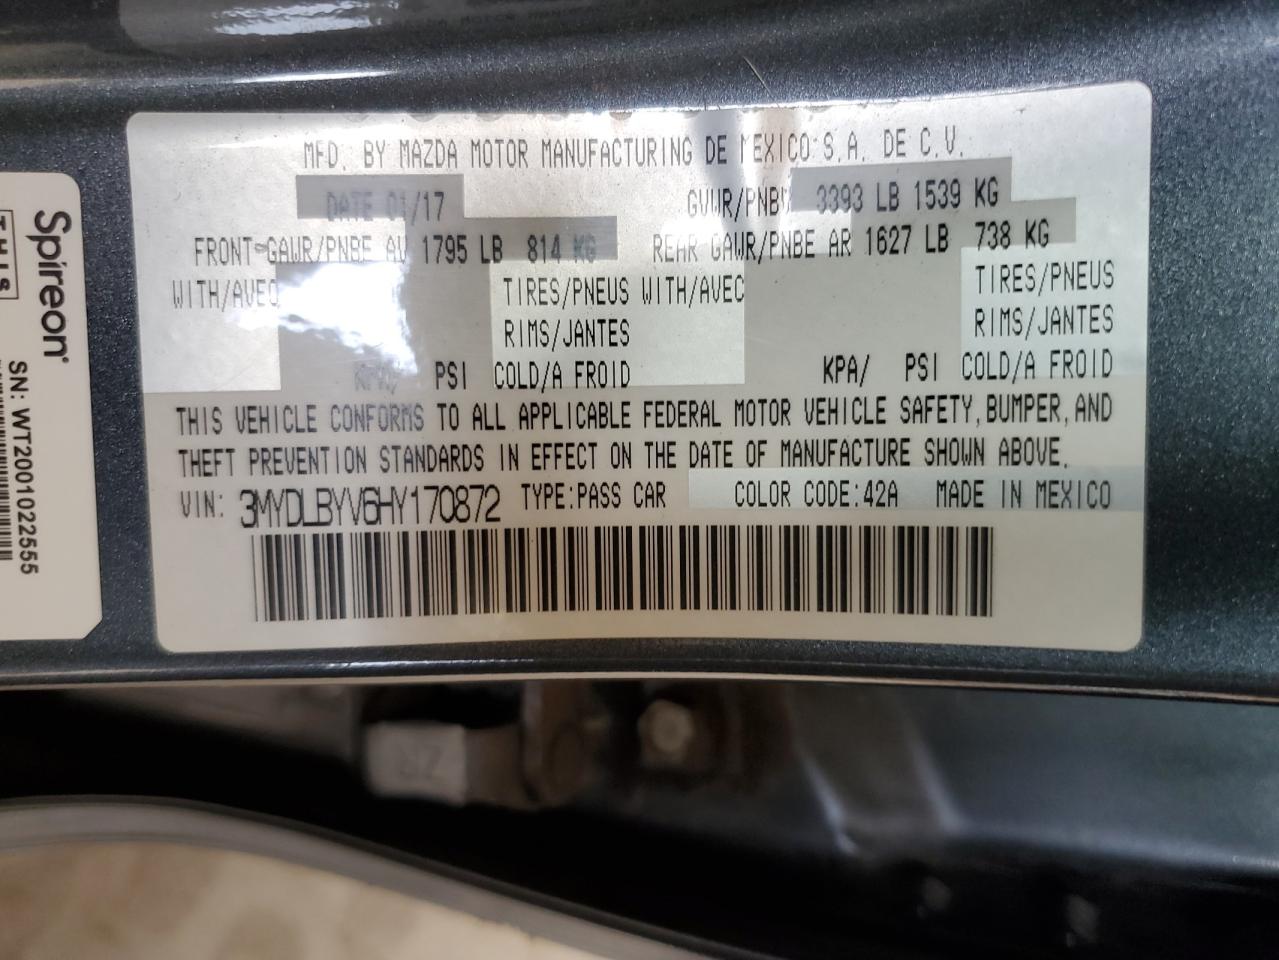 MFD. BY MAZDA MOTOR MANUFACTURING DE MEXICO S.A. DE C.V.
DATE 01/17 GVWR/PNBV 3393 LB 1539 KG
FRONT GAWR/PNBE AV 1795 LB 814 KG REAR GAWR/PNBE AR 1627 LB 738 KG
WITH/AVEC TIRES/PNEUS WITH/AVEC TIRES/PNEUS
RIMS/JANTES RIMS/JANTES
KPA/ PSI COLD/A FROID KPA/ PSI COLD/A FROID
THIS VEHICLE CONFORMS TO ALL APPLICABLE FEDERAL MOTOR VEHICLE SAFETY, BUMPER, AND
THEFT PREVENTION STANDARDS IN EFFECT ON THE DATE OF MANUFACTURE SHOWN ABOVE.
VIN: 3MYDLBYV6HY170872 TYPE:PASS CAR COLOR CODE:42A MADE IN MEXICO
Spireon
THIS
SN: WT2001022555